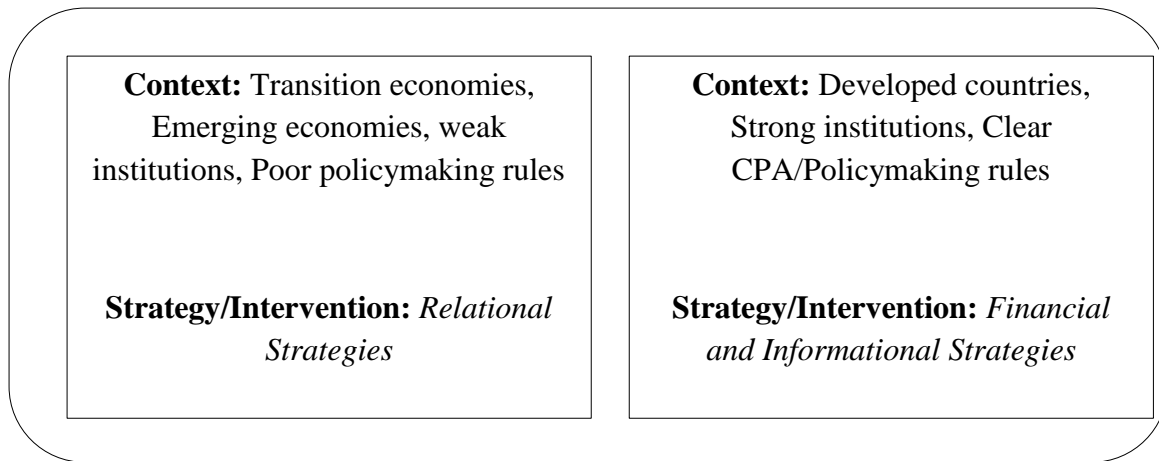 Context: Transition economies,
Emerging economies, weak
institutions, Poor policymaking rules
Strategy/Intervention: Relational
Strategies
Context: Developed countries,
Strong institutions, Clear
CPA/Policymaking rules
Strategy/Intervention: Financial
and Informational Strategies